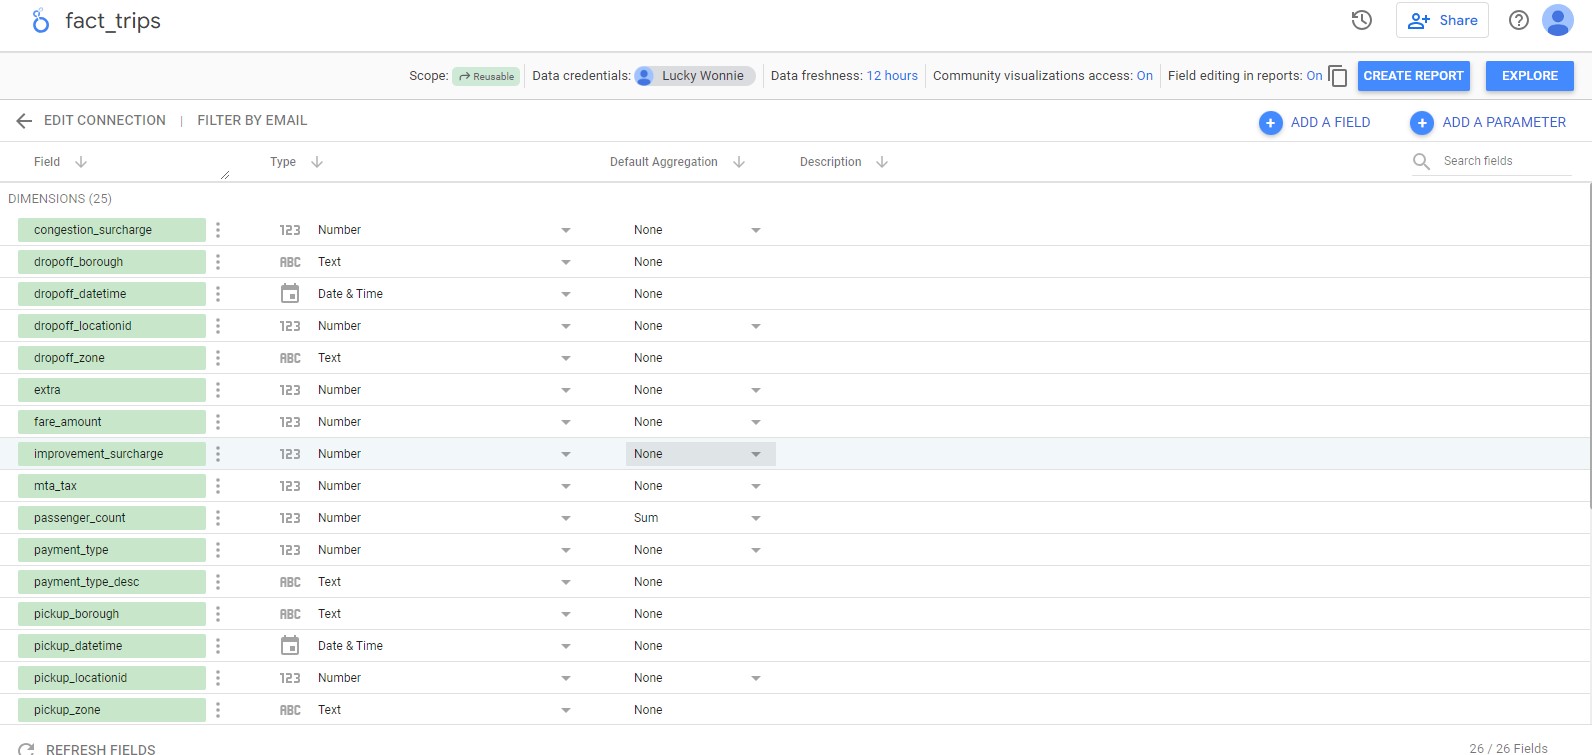 fact_trips
Share
Scope: Reusable Data credentials: Lucky Wonnie Data freshness: 12 hours Community visualizations access: On Field editing in reports: On CREATE REPORT EXPLORE
EDIT CONNECTION | FILTER BY EMAIL ADD A FIELD ADD A PARAMETER
Field Type Default Aggregation Description Search fields
DIMENSIONS (25)
congestion_surcharge 123 Number None
dropoff_borough ABC Text None
dropoff_datetime Date & Time None
dropoff_locationid 123 Number None
dropoff_zone ABC Text None
extra 123 Number None
fare_amount 123 Number None
improvement_surcharge 123 Number None
mta_tax 123 Number None
passenger_count 123 Number Sum
payment_type 123 Number None
payment_type_desc ABC Text None
pickup_borough ABC Text None
pickup_datetime Date & Time None
pickup_locationid 123 Number None
pickup_zone ABC Text None
REFRESH FIELDS 26 / 26 Fields